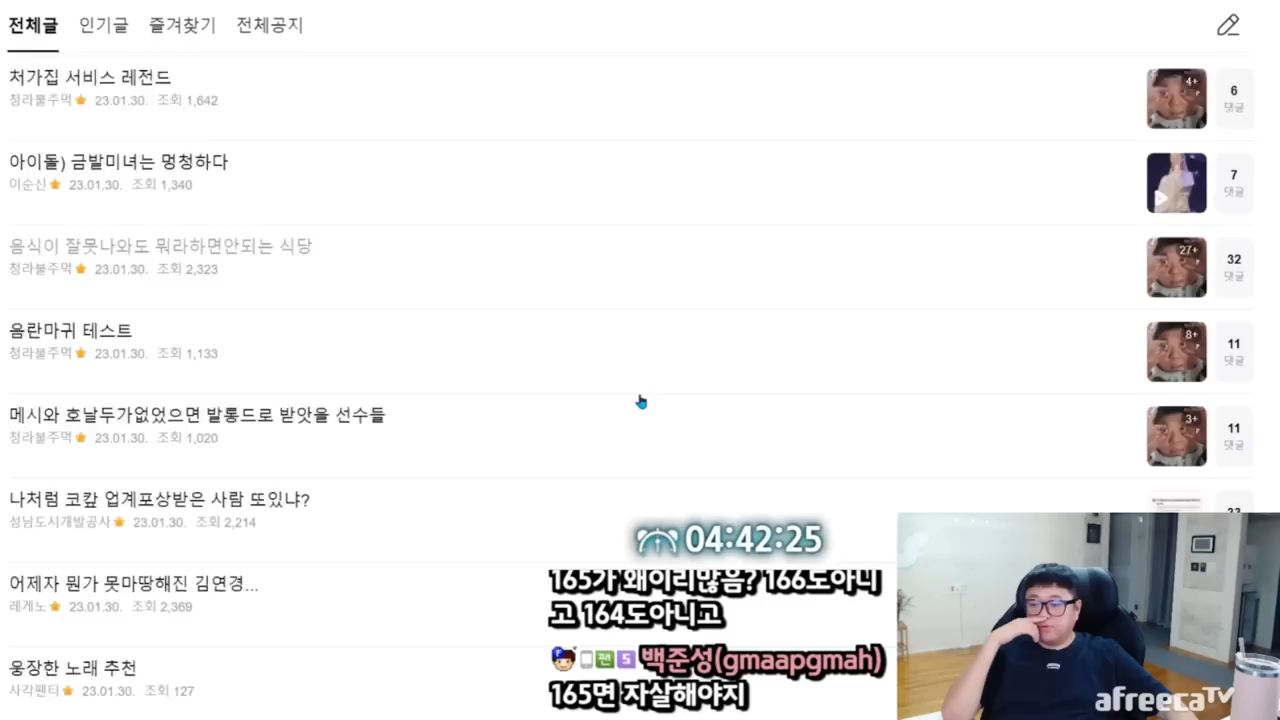 전체글 인기글 즐겨찾기 전체공지
처가집 서비스 레전드
청라불주먹 23.01.30. 조회 1,642
4+
6
댓글
아이돌) 금발미녀는 멍청하다
이순신 23.01.30. 조회 1,340
7
댓글
음식이 잘못나와도 뭐라하면안되는 식당
청라불주먹 23.01.30. 조회 2,323
27+
32
댓글
음란마귀 테스트
청라불주먹 23.01.30. 조회 1,133
8+
11
댓글
메시와 호날두가없었으면 발롱드로 받앗을 선수들
청라불주먹 23.01.30. 조회 1,020
3+
11
댓글
나처럼 코캎 업계포상받은 사람 또있냐?
성남도시개발공사 23.01.30. 조회 2,214
어제자 뭔가 못마땅해진 김연경...
레게노 23.01.30. 조회 2,369
웅장한 노래 추천
사각팬티 23.01.30. 조회 127
04:42:25
165가 왜이리많음? 166도아니
고 164도아니고
팬 5 백준성(gmaapgmah)
165면 자살해야지
afreecaTV